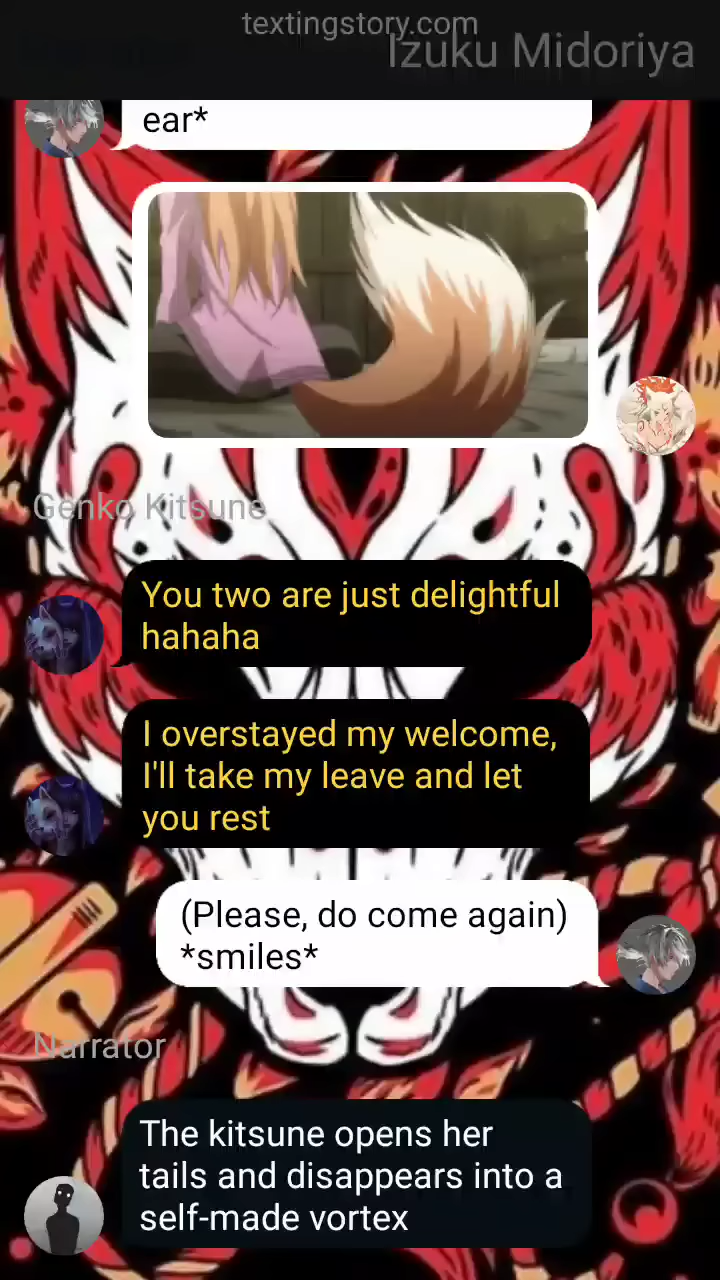 textingstory.com
Izuku Midoriya
ear*
Genko Kitsune
You two are just delightful
hahaha
I overstayed my welcome,
I'll take my leave and let
you rest
(Please, do come again)
*smiles*
Narrator
The kitsune opens her
tails and disappears into a
self-made vortex